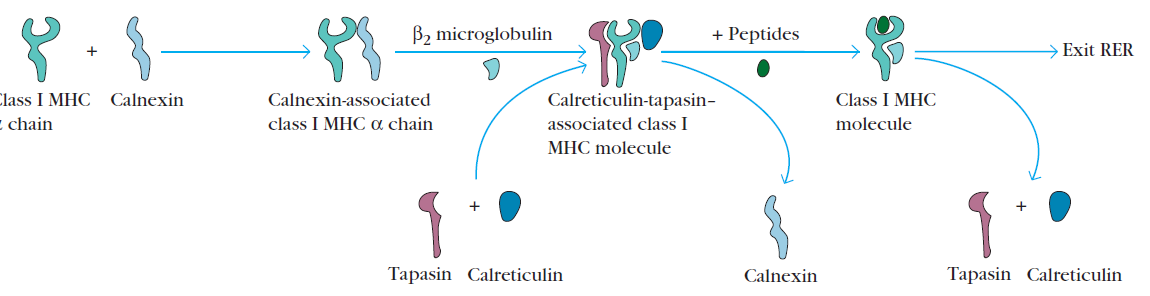 β2 microglobulin
+ Peptides
+
Exit RER
lass I MHC
chain
Calnexin
Calnexin-associated
class I MHC α chain
Calreticulin-tapasin–
associated class I
MHC molecule
Class I MHC
molecule
+
+
Tapasin
Calreticulin
Calnexin
Tapasin
Calreticulin